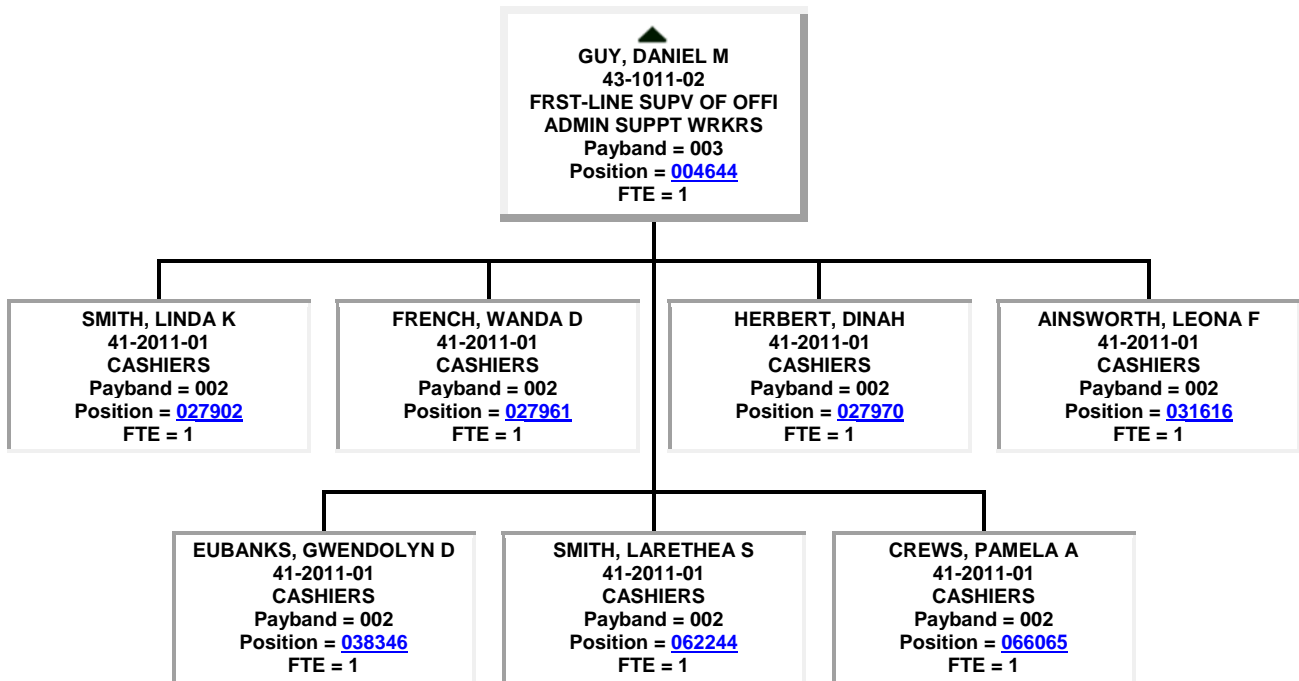 GUY, DANIEL M
43-1011-02
FRST-LINE SUPV OF OFFI
ADMIN SUPPT WRKRS
Payband = 003
Position = 004644
FTE = 1
SMITH, LINDA K
41-2011-01
CASHIERS
Payband = 002
Position = 027902
FTE = 1
FRENCH, WANDA D
41-2011-01
CASHIERS
Payband = 002
Position = 027961
FTE = 1
HERBERT, DINAH
41-2011-01
CASHIERS
Payband = 002
Position = 027970
FTE = 1
AINSWORTH, LEONA F
41-2011-01
CASHIERS
Payband = 002
Position = 031616
FTE = 1
EUBANKS, GWENDOLYN D
41-2011-01
CASHIERS
Payband = 002
Position = 038346
FTE = 1
SMITH, LARETHEA S
41-2011-01
CASHIERS
Payband = 002
Position = 062244
FTE = 1
CREWS, PAMELA A
41-2011-01
CASHIERS
Payband = 002
Position = 066065
FTE = 1